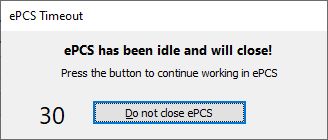 ePCS Timeout
ePCS has been idle and will close!
Press the button to continue working in ePCS
30
Do not close ePCS